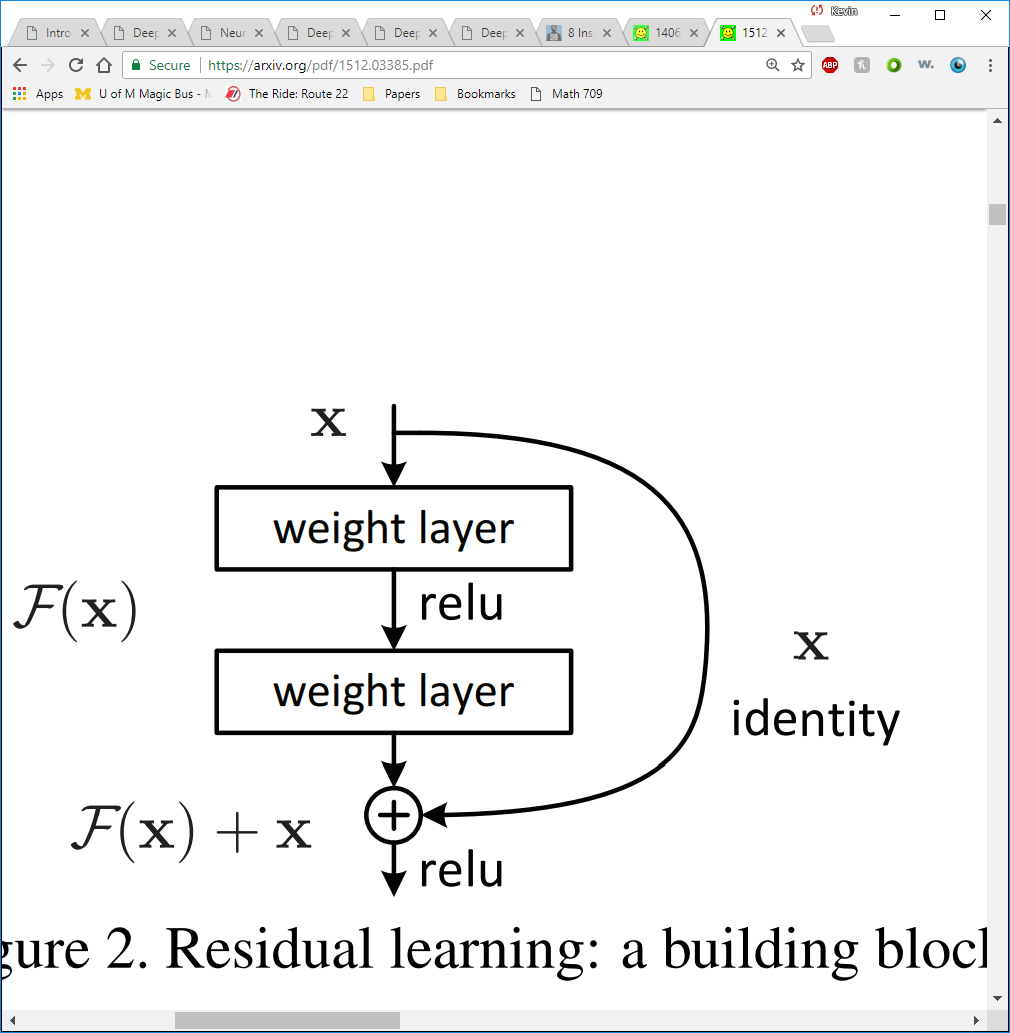 Kevin
Intro
Deep
Neur
Deep
Deep
Deep
8 Ins
1406
1512
Secure https://arxiv.org/pdf/1512.03385.pdf
ABP
w.
Apps U of M Magic Bus - The Ride: Route 22 Papers Bookmarks Math 709
x
weight layer
F(x)
relu
x
weight layer
identity
F(x) + x
relu
gure 2. Residual learning: a building bloc